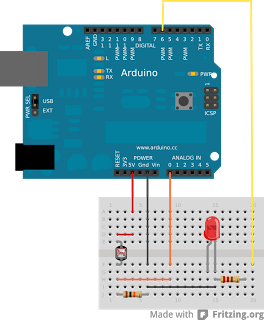 AREF
GND
13
12
11
10
9
8
7
6
5
4
3
2
1
0
PWM
PWM
PWM
PWM
PWM
PWM
TX
RX
DIGITAL
L
TX
RX
Arduino
PWR
PWR SEL
USB
EXT
ICSP
www.arduino.cc
POWER
ANALOG IN
RESET
3V3
5V
Gnd
Vin
0 1 2 3 4 5
Made with Fritzing.org